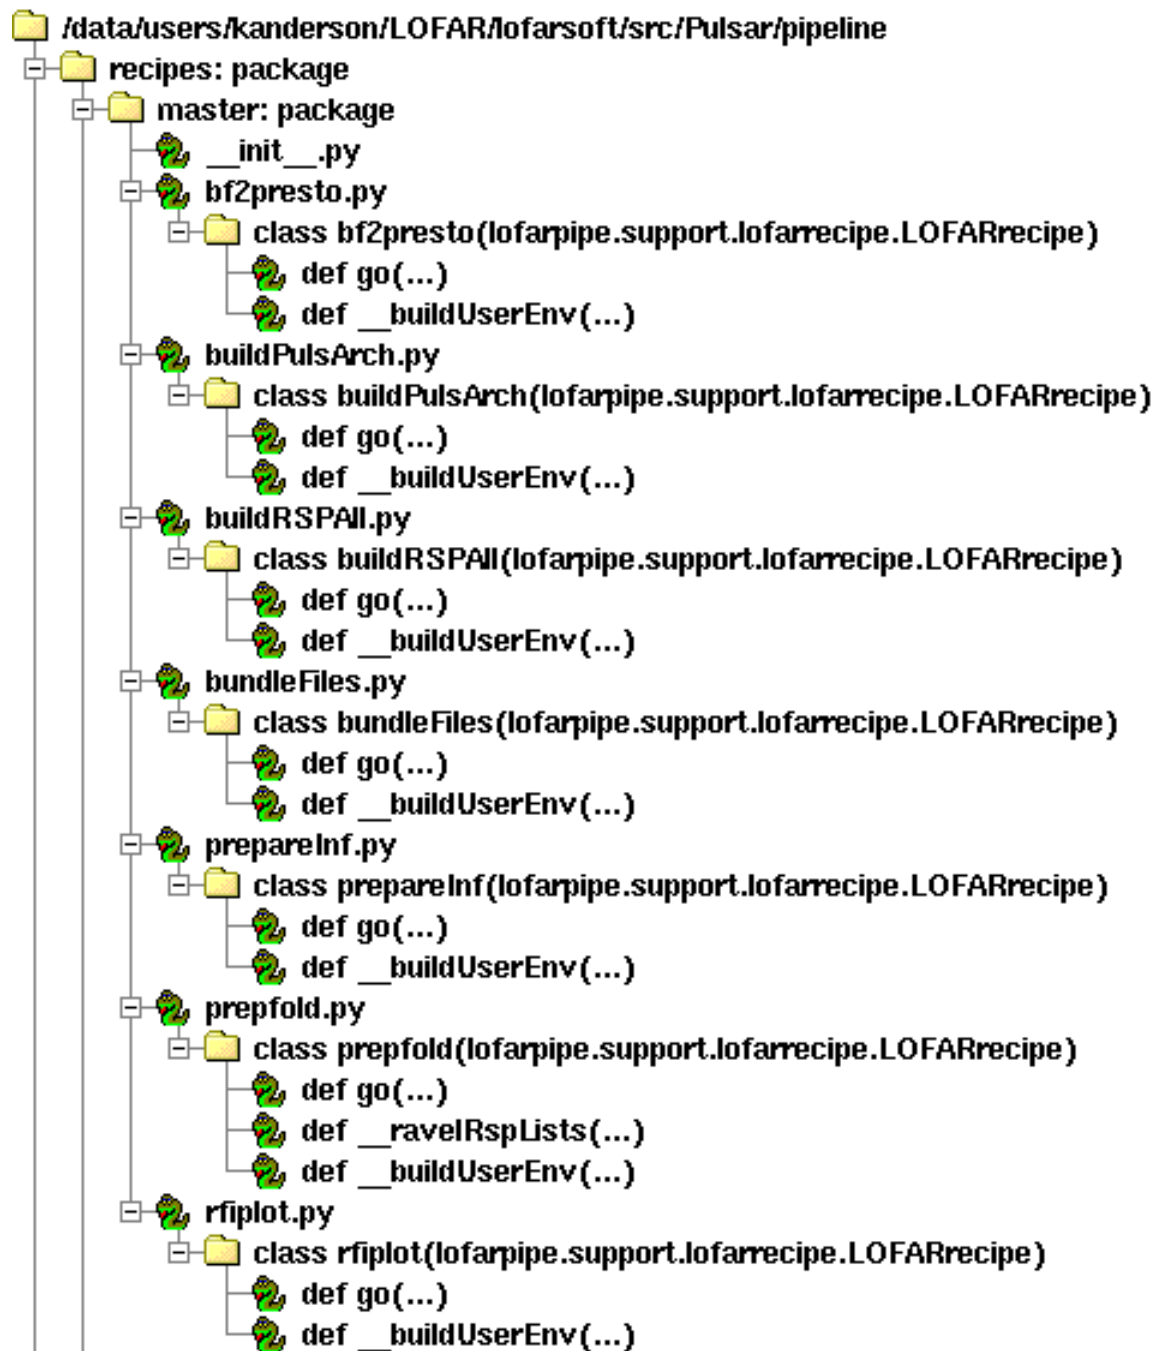 /data/users/kanderson/LOFAR/lofarsoft/src/Pulsar/pipeline
recipes: package
master: package
__init__.py
bf2presto.py
class bf2presto(lofarpipe.support.lofarrecipe.LOFARrecipe)
def go(...)
def __buildUserEnv(...)
buildPulsArch.py
class buildPulsArch(lofarpipe.support.lofarrecipe.LOFARrecipe)
def go(...)
def __buildUserEnv(...)
buildRSPAll.py
class buildRSPAll(lofarpipe.support.lofarrecipe.LOFARrecipe)
def go(...)
def __buildUserEnv(...)
bundleFiles.py
class bundleFiles(lofarpipe.support.lofarrecipe.LOFARrecipe)
def go(...)
def __buildUserEnv(...)
prepareInf.py
class prepareInf(lofarpipe.support.lofarrecipe.LOFARrecipe)
def go(...)
def __buildUserEnv(...)
prepfold.py
class prepfold(lofarpipe.support.lofarrecipe.LOFARrecipe)
def go(...)
def __ravelRspLists(...)
def __buildUserEnv(...)
rfiplot.py
class rfiplot(lofarpipe.support.lofarrecipe.LOFARrecipe)
def go(...)
def __buildUserEnv(...)